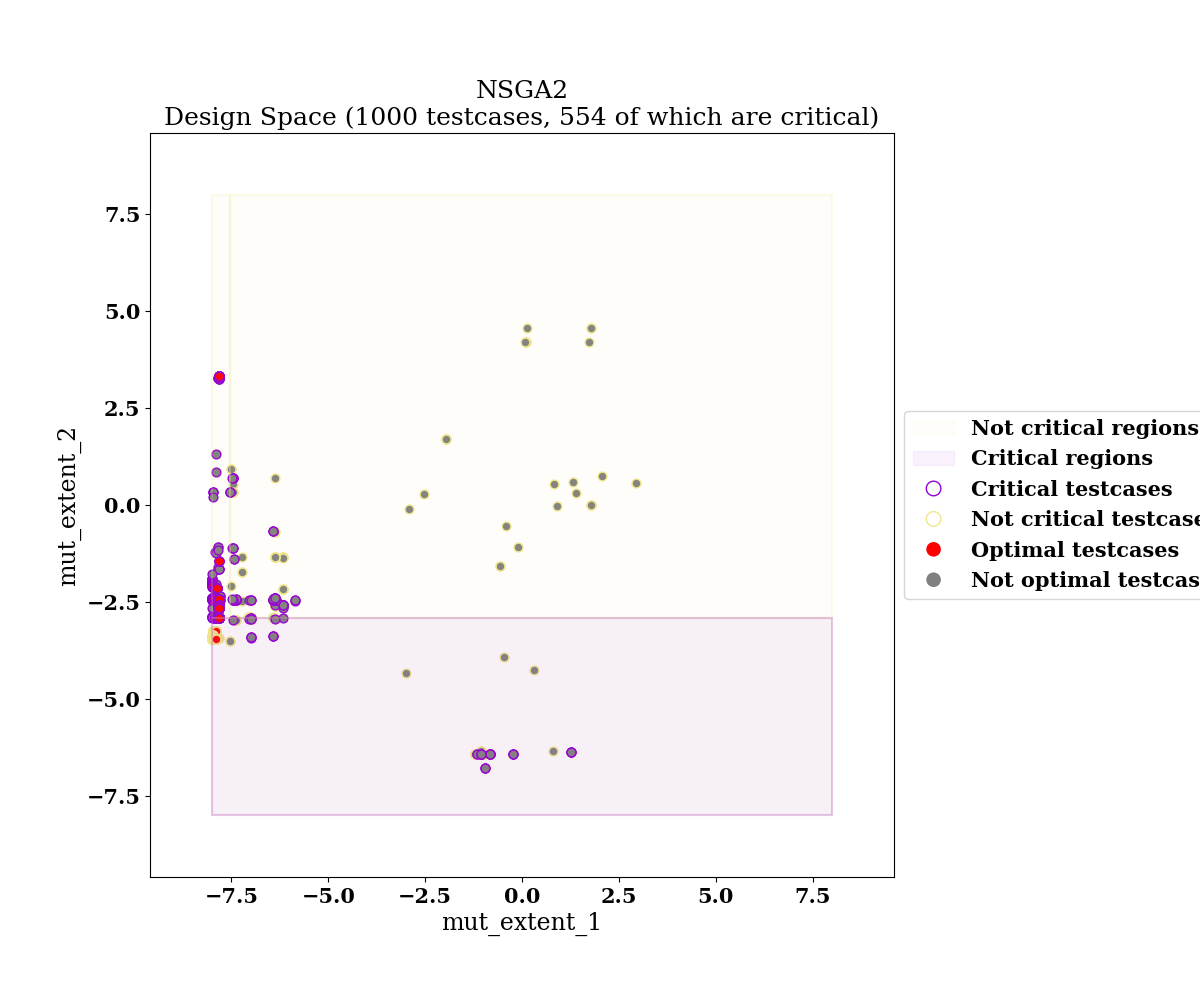 NSGA2
Design Space (1000 testcases, 554 of which are critical)
7.5
5.0
2.5
0.0
−2.5
−5.0
−7.5
mut_extent_2
−7.5 −5.0 −2.5 0.0 2.5 5.0 7.5
mut_extent_1
Not critical regions
Critical regions
Critical testcases
Not critical testcase
Optimal testcases
Not optimal testcas